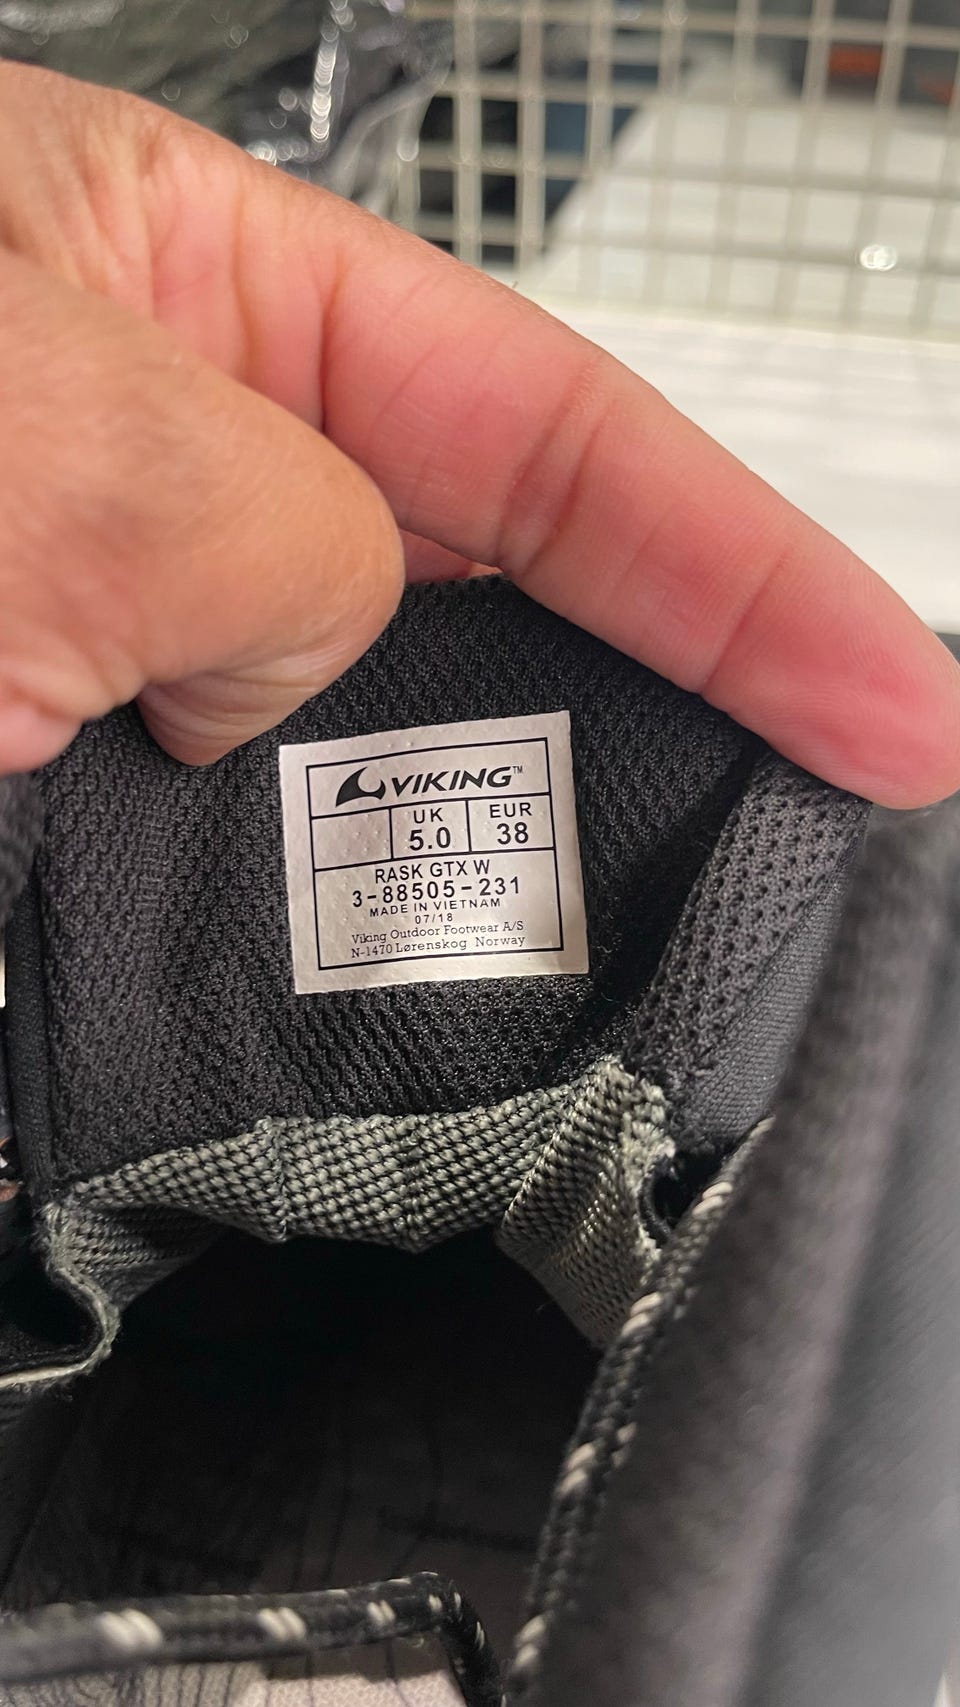 VIKING™
UK EUR
5.0 38
RASK GTX W
3-88505-231
MADE IN VIETNAM
07/18
Viking Outdoor Footwear A/S
N-1470 Lørenskog Norway